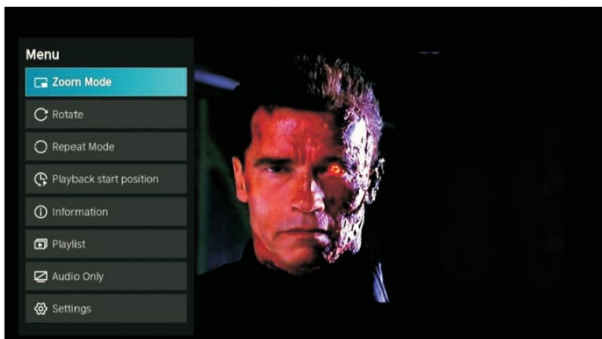 Menu
Zoom Mode
Rotate
Repeat Mode
Playback start position
Information
Playlist
Audio Only
Settings